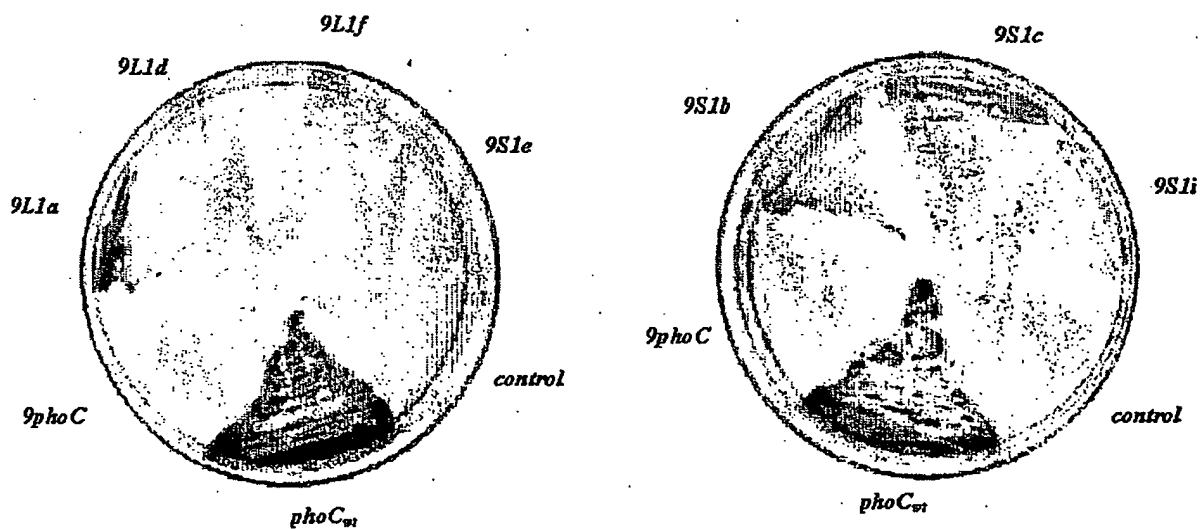 9L1f
9L1d
9S1e
9L1a
9phoC
control
phoCwt
9S1c
9S1b
9S1i
9phoC
control
phoCwt